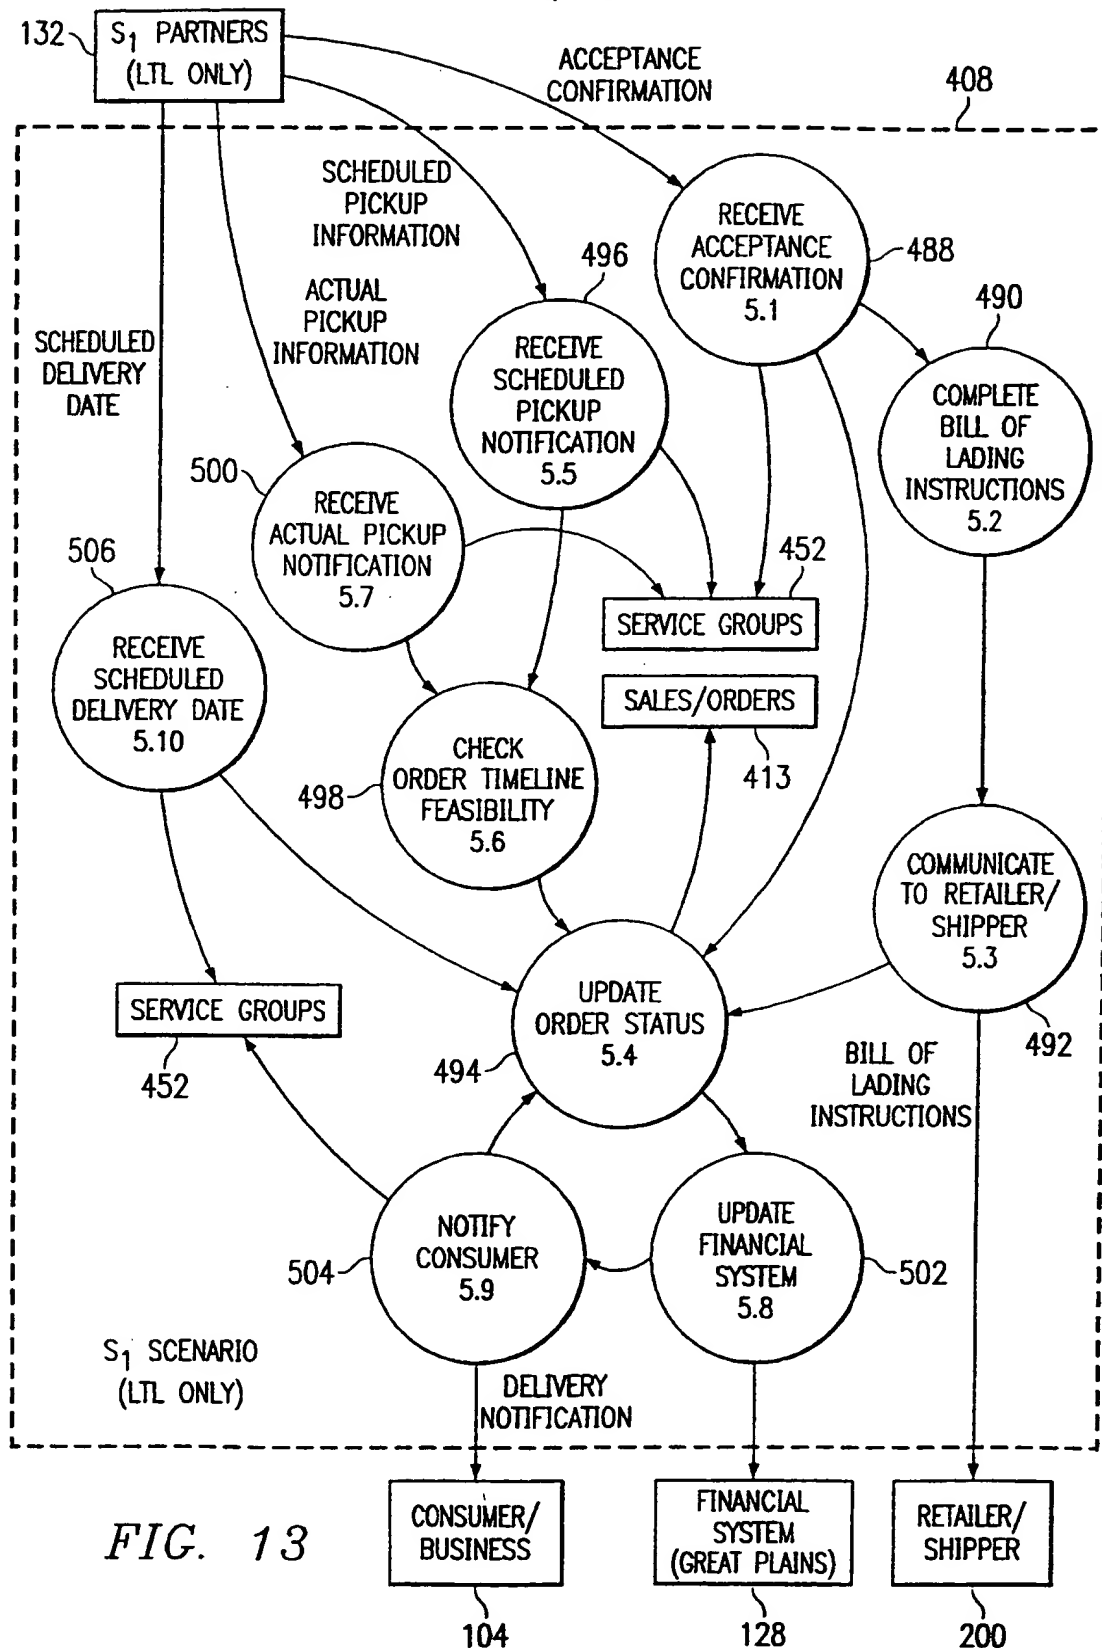 132
S1 PARTNERS
(LTL ONLY)
ACCEPTANCE
CONFIRMATION
408
SCHEDULED
PICKUP
INFORMATION
RECEIVE
ACCEPTANCE
CONFIRMATION
5.1
488
496
ACTUAL
PICKUP
INFORMATION
490
SCHEDULED
DELIVERY
DATE
RECEIVE
SCHEDULED
PICKUP
NOTIFICATION
5.5
COMPLETE
BILL OF
LADING
INSTRUCTIONS
5.2
500
RECEIVE
ACTUAL PICKUP
NOTIFICATION
5.7
506
452
SERVICE GROUPS
RECEIVE
SCHEDULED
DELIVERY DATE
5.10
SALES/ORDERS
413
CHECK
ORDER TIMELINE
FEASIBILITY
5.6
498
COMMUNICATE
TO RETAILER/
SHIPPER
5.3
492
SERVICE GROUPS
452
UPDATE
ORDER STATUS
5.4
494
BILL OF
LADING
INSTRUCTIONS
NOTIFY
CONSUMER
5.9
504
UPDATE
FINANCIAL
SYSTEM
5.8
502
S1 SCENARIO
(LTL ONLY)
DELIVERY
NOTIFICATION
FIG. 13
CONSUMER/
BUSINESS
104
FINANCIAL
SYSTEM
(GREAT PLAINS)
128
RETAILER/
SHIPPER
200